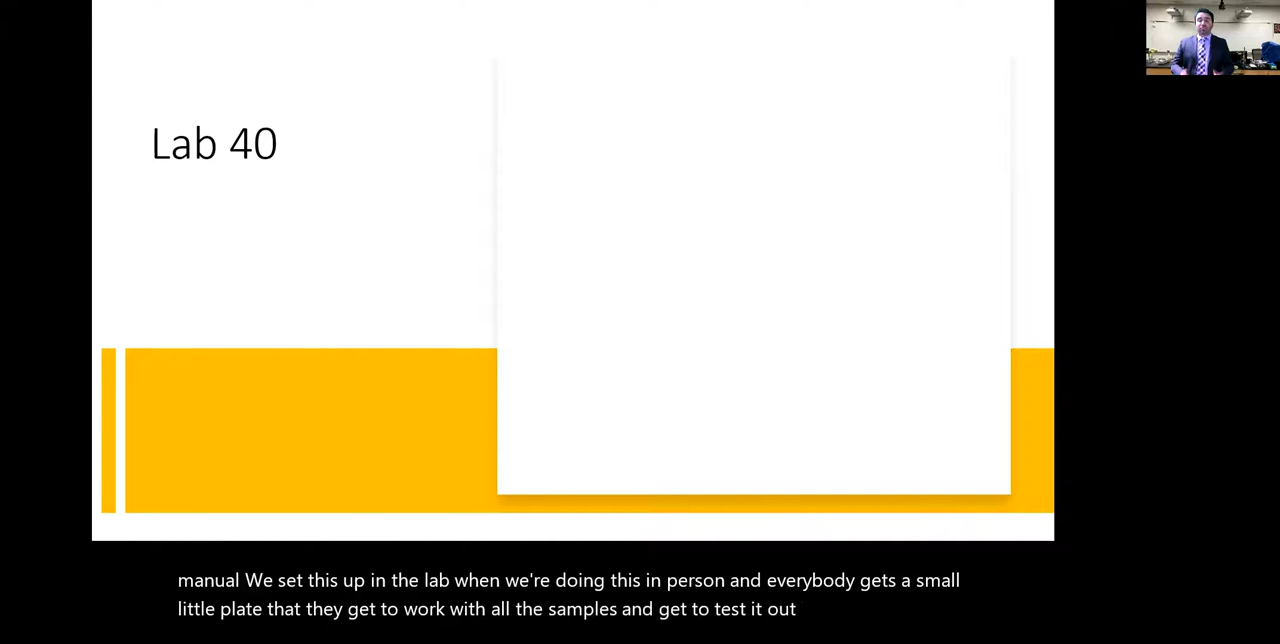 Lab 40
manual We set this up in the lab when we're doing this in person and everybody gets a small
little plate that they get to work with all the samples and get to test it out